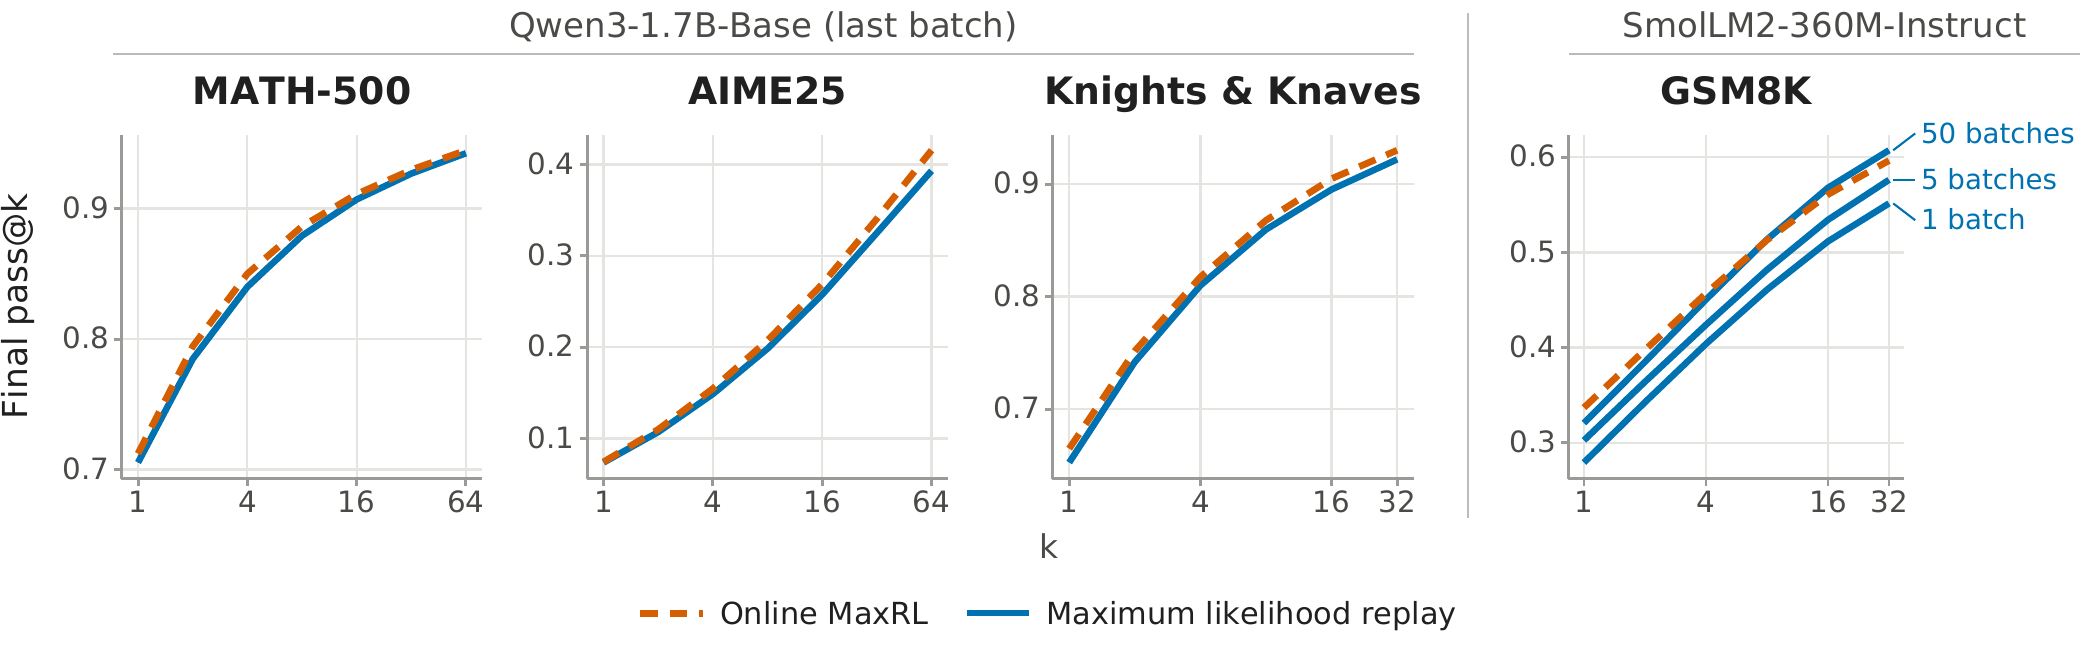 Qwen3-1.7B-Base (last batch)
SmolLM2-360M-Instruct
MATH-500
AIME25
Knights & Knaves
GSM8K
Final pass@k
0.9
0.8
0.7
1 4 16 64
0.4
0.3
0.2
0.1
1 4 16 64
0.9
0.8
0.7
1 4 16 32
0.6
0.5
0.4
0.3
1 4 16 32
50 batches
5 batches
1 batch
k
Online MaxRL
Maximum likelihood replay